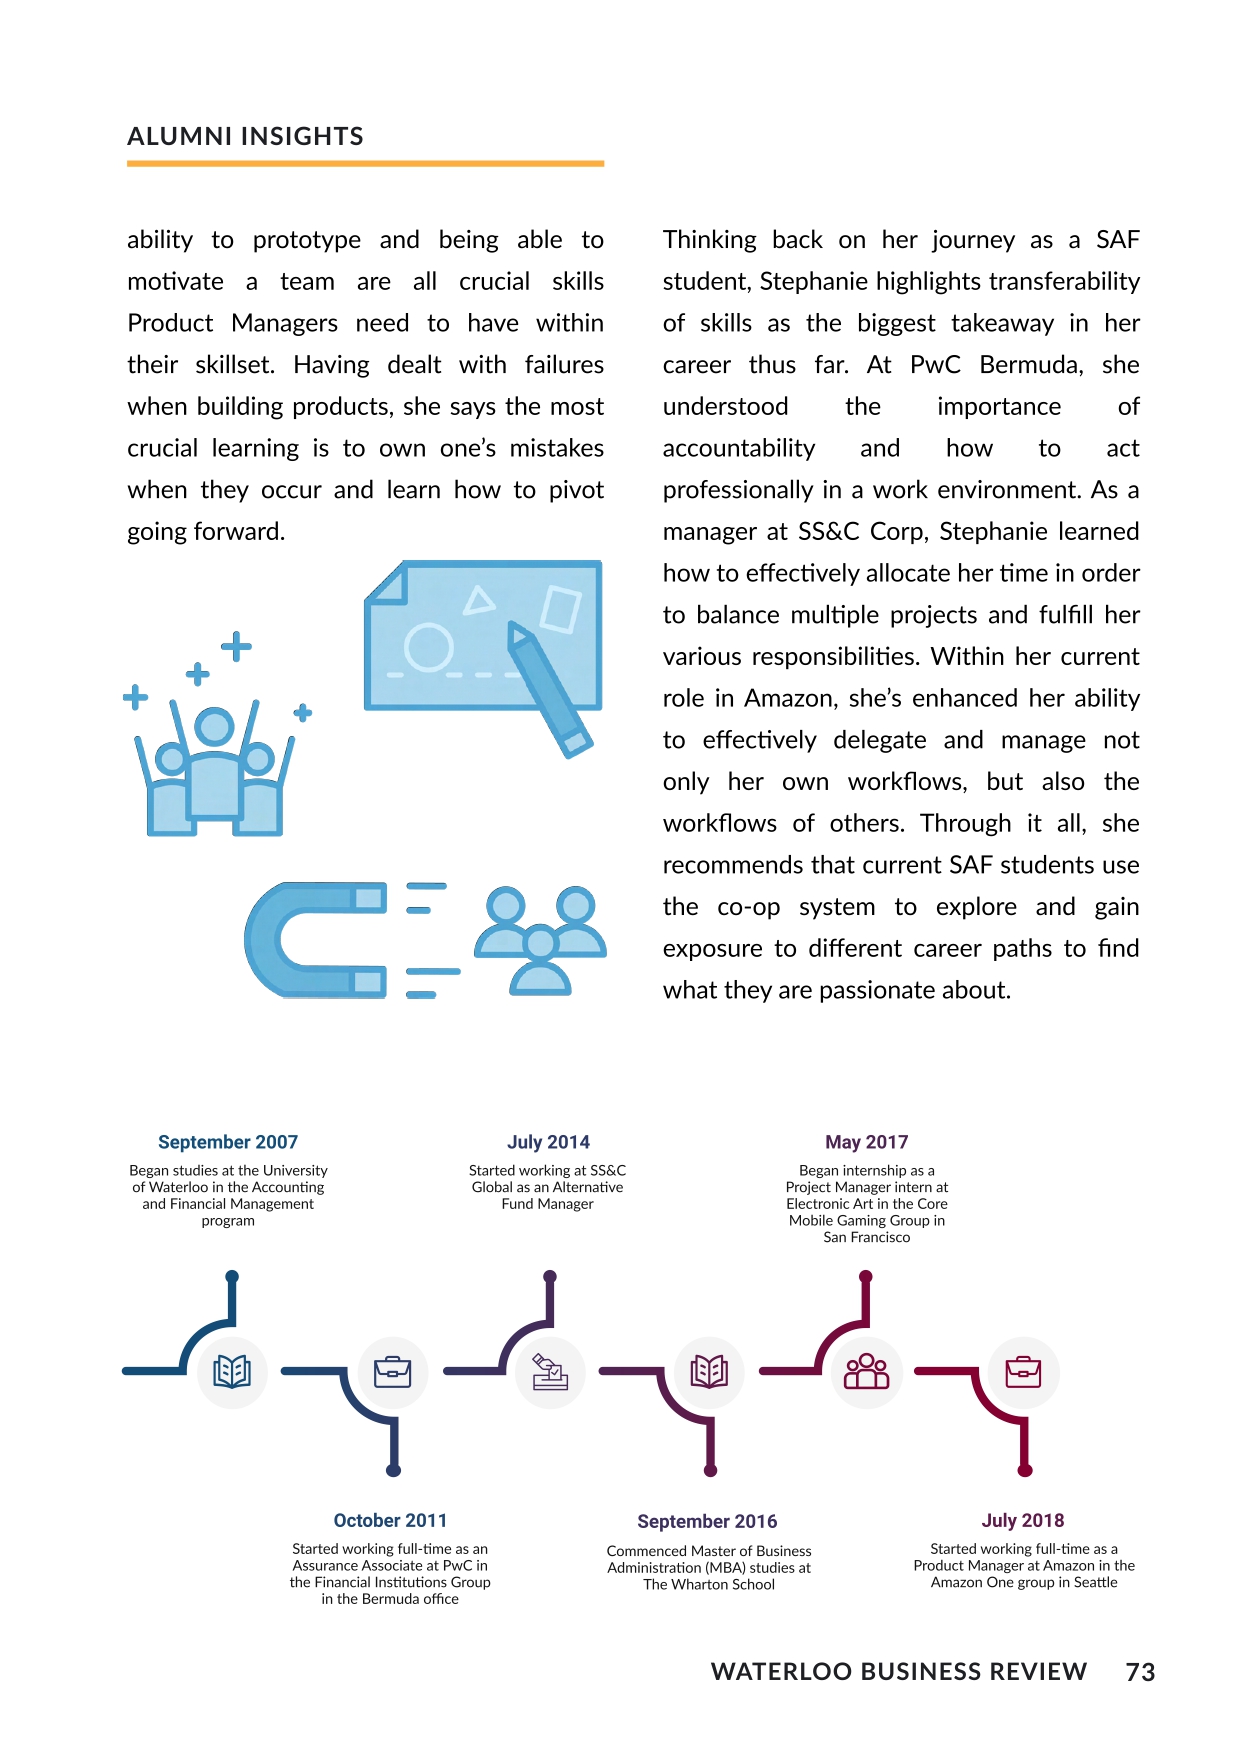 ALUMNI INSIGHTS
ability to prototype and being able to
motivate a team are all crucial skills
Product Managers need to have within
their skillset. Having dealt with failures
when building products, she says the most
crucial learning is to own one’s mistakes
when they occur and learn how to pivot
going forward.
Thinking back on her journey as a SAF
student, Stephanie highlights transferability
of skills as the biggest takeaway in her
career thus far. At PwC Bermuda, she
understood the importance of
accountability and how to act
professionally in a work environment. As a
manager at SS&C Corp, Stephanie learned
how to effectively allocate her time in order
to balance multiple projects and fulfill her
various responsibilities. Within her current
role in Amazon, she’s enhanced her ability
to effectively delegate and manage not
only her own workflows, but also the
workflows of others. Through it all, she
recommends that current SAF students use
the co-op system to explore and gain
exposure to different career paths to find
what they are passionate about.
September 2007
Began studies at the University
of Waterloo in the Accounting
and Financial Management
program
July 2014
Started working at SS&C
Global as an Alternative
Fund Manager
May 2017
Began internship as a
Project Manager intern at
Electronic Art in the Core
Mobile Gaming Group in
San Francisco
October 2011
Started working full-time as an
Assurance Associate at PwC in
the Financial Institutions Group
in the Bermuda office
September 2016
Commenced Master of Business
Administration (MBA) studies at
The Wharton School
July 2018
Started working full-time as a
Product Manager at Amazon in the
Amazon One group in Seattle
WATERLOO BUSINESS REVIEW 73